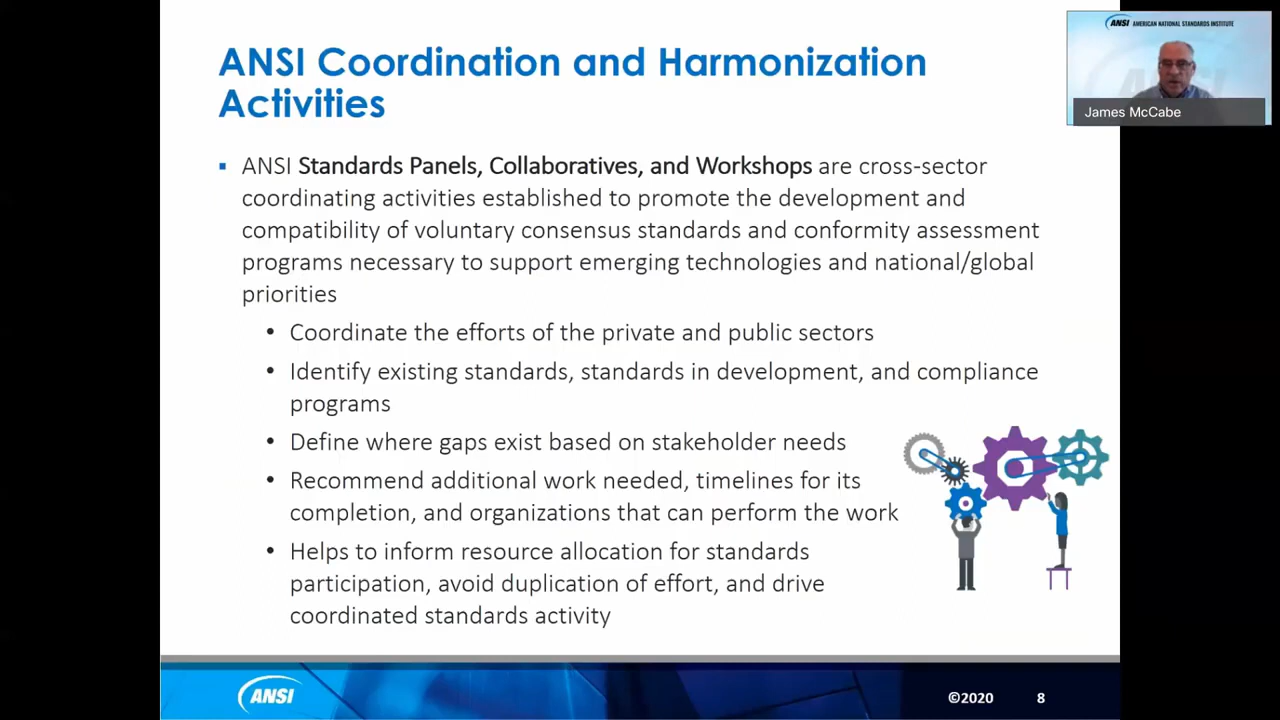 ANSI Coordination and Harmonization
Activities
ANSI AMERICAN NATIONAL STANDARDS INSTITUTE
James McCabe
▪ ANSI Standards Panels, Collaboratives, and Workshops are cross-sector
coordinating activities established to promote the development and
compatibility of voluntary consensus standards and conformity assessment
programs necessary to support emerging technologies and national/global
priorities
• Coordinate the efforts of the private and public sectors
• Identify existing standards, standards in development, and compliance
programs
• Define where gaps exist based on stakeholder needs
• Recommend additional work needed, timelines for its
completion, and organizations that can perform the work
• Helps to inform resource allocation for standards
participation, avoid duplication of effort, and drive
coordinated standards activity
ANSI
©2020 8